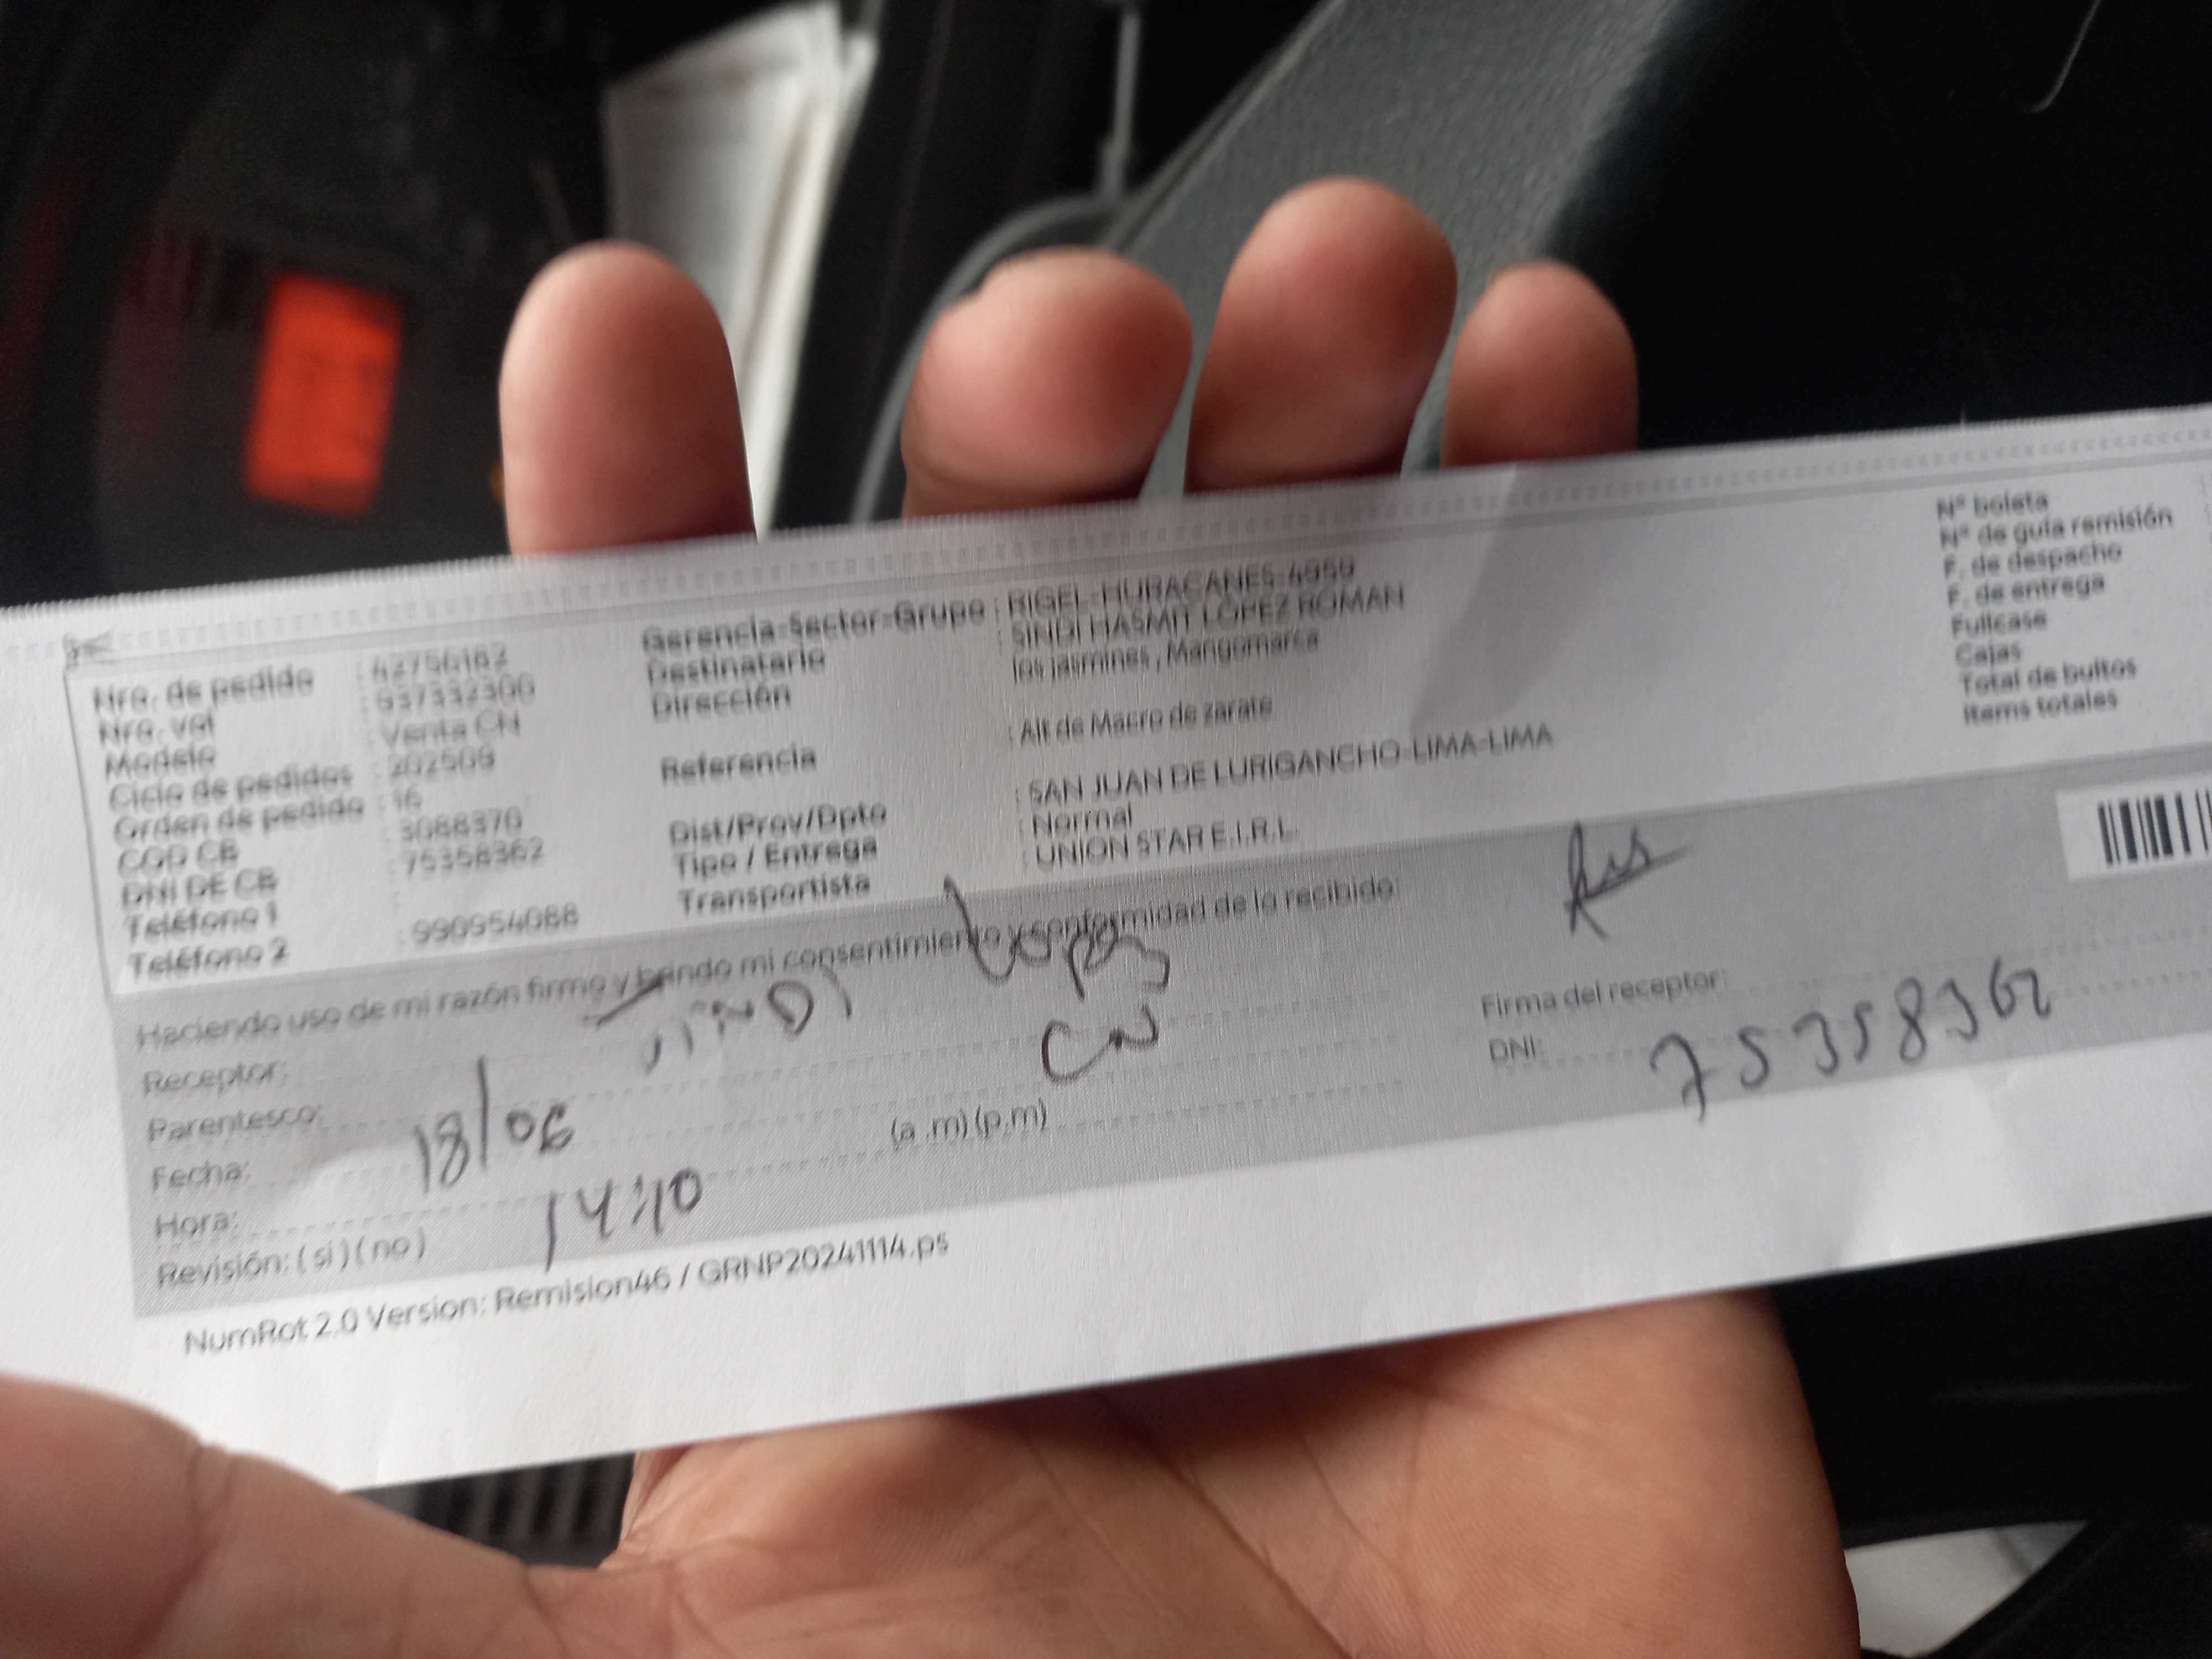 Nro. de pedido : 42756182
Nro. val : 937332300
Modelo : Venta CN
Ciclo de pedidos : 202509
Orden de pedido : 16
COD CB : 3088370
DNI DE CB : 75358362
Teléfono 1 :
Teléfono 2 : 990954088
Gerencia-Sector-Grupo : RIGEL-HURACANES-4959
Destinatario : SINDI HASMIT LOPEZ ROMAN
Dirección : los jasmines , Mangomarca
Referencia : Alt de Macro de zarate
Dist/Prov/Dpto : SAN JUAN DE LURIGANCHO-LIMA-LIMA
Tipo / Entrega : Normal
Transportista : UNION STAR E.I.R.L.
N° boleta
N° de guía remisión
F. de despacho
F. de entrega
Fullcase
Cajas
Total de bultos
Items totales
Haciendo uso de mi razón firmo y brindo mi consentimiento y conformidad de lo recibido:
Receptor: Sindi Lopez
Parentesco: CN
Fecha: 18/06
Hora: 14:10 (a .m) (p.m)
Revisión: ( si ) ( no )
Firma del receptor:
DNI: 75358362
NumRot 2.0 Version: Remision46 / GRNP20241114.ps